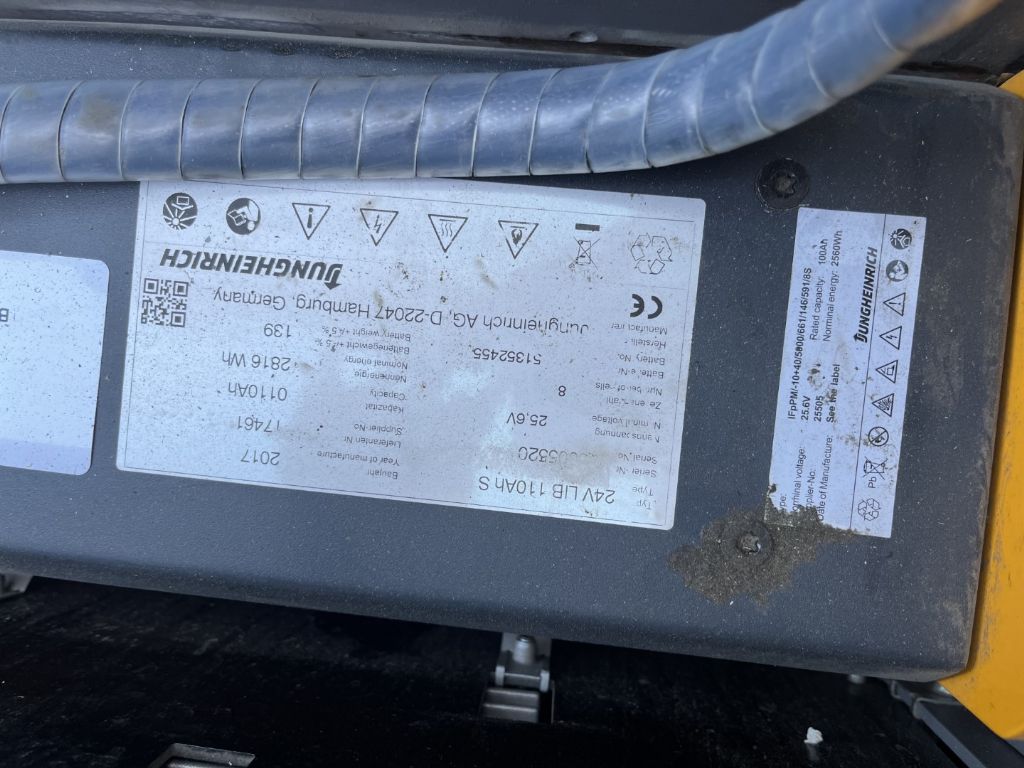 Typ
Type
24V LIB 110Ah S
Baujahr
Year of manufacture
2017
Serien-Nr.
Serial.No.
Lieferanten Nr.
Supplier-No.
17461
Nennspannung
Nominal voltage
25,6V
Kapazität
Capacity
0110Ah
Zellenanzahl
Number of cells
8
Nennenergie
Nominal energy
2816 Wh
Batterie-Nr.
Battery No.
51352455
Batteriegewicht +/- 5 %
Battery weight +/- 5 %
139
Hersteller
Manufacturer
Jungheinrich AG, D-22047 Hamburg, Germany
CE
JUNGHEINRICH
IFpPM/-10+40/5800/661/146/591/8S
Norminal voltage:
25.6V
Rated capacity:
100Ah
Supplier-No:
25505
Norminal energy:
2560Wh
Date of Manufacture:
See the label
JUNGHEINRICH
Pb
B